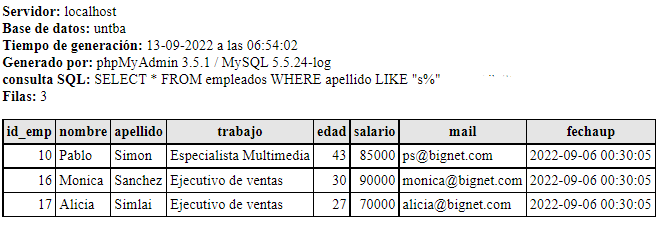 Servidor: localhost
Base de datos: untba
Tiempo de generación: 13-09-2022 a las 06:54:02
Generado por: phpMyAdmin 3.5.1 / MySQL 5.5.24-log
consulta SQL: SELECT * FROM empleados WHERE apellido LIKE "s%"
Filas: 3
id_emp nombre apellido trabajo edad salario mail fechaup
10 Pablo Simon Especialista Multimedia 43 85000 ps@bignet.com 2022-09-06 00:30:05
16 Monica Sanchez Ejecutivo de ventas 30 90000 monica@bignet.com 2022-09-06 00:30:05
17 Alicia Simlai Ejecutivo de ventas 27 70000 alicia@bignet.com 2022-09-06 00:30:05